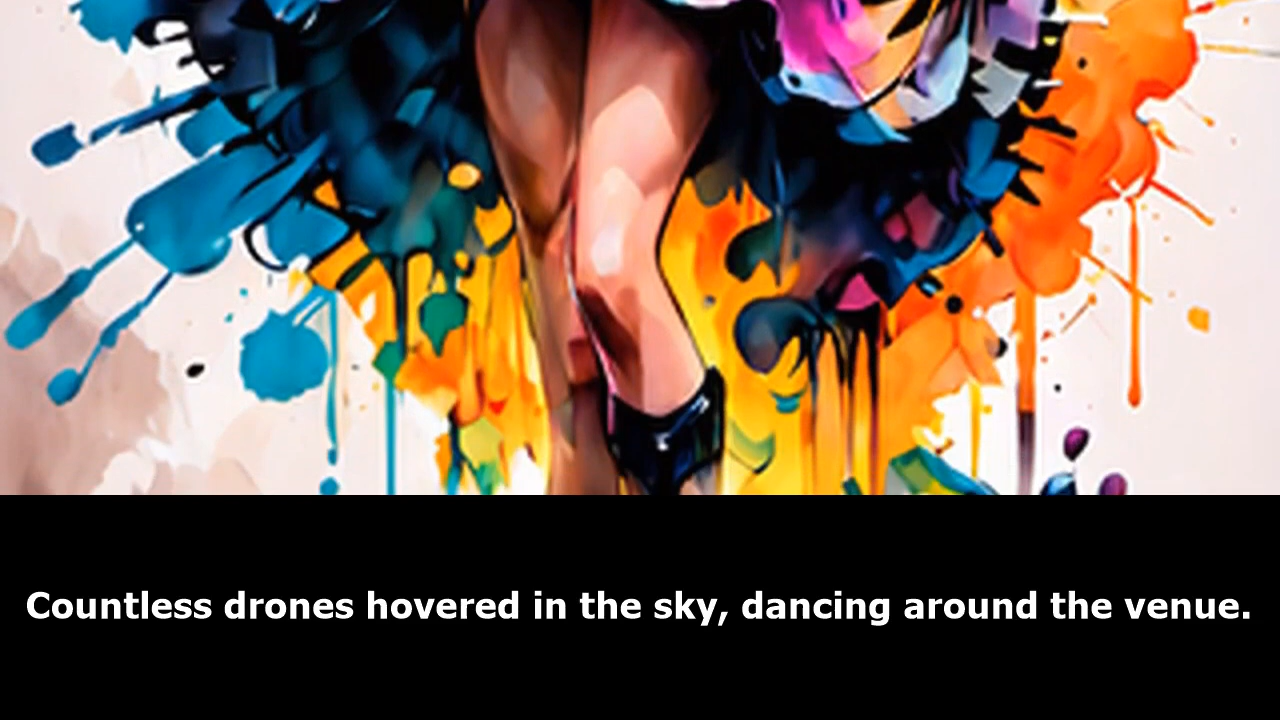 Countless drones hovered in the sky, dancing around the venue.